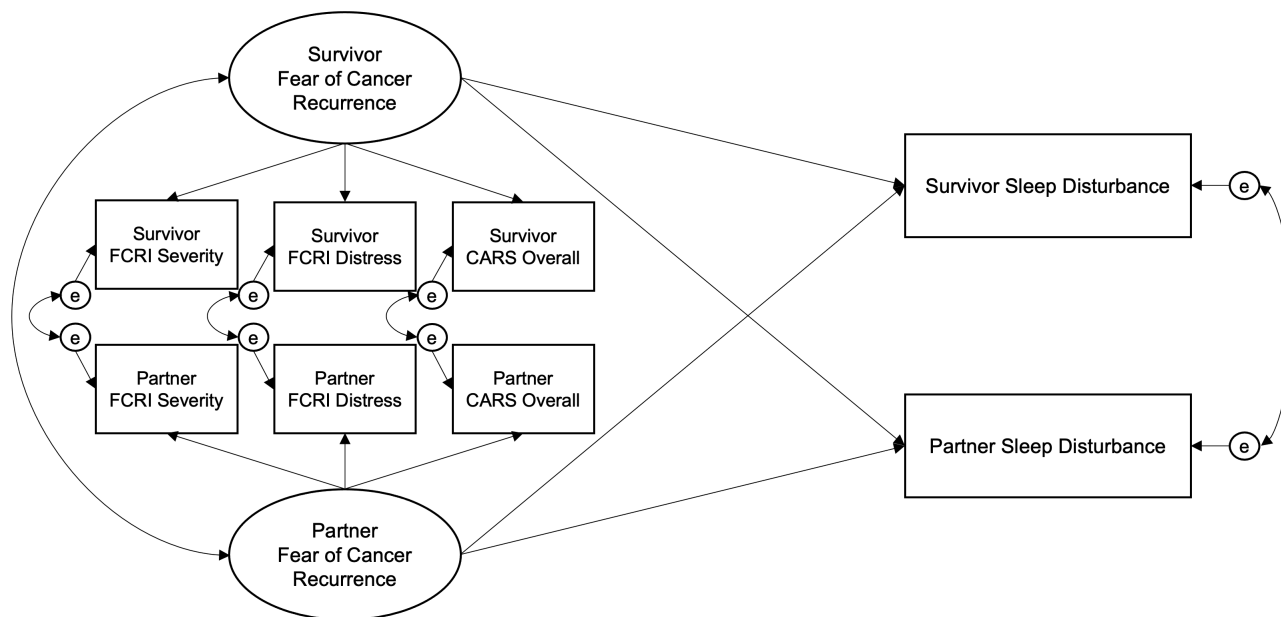 Survivor
Fear of Cancer
Recurrence
Survivor Sleep Disturbance
e
Survivor
FCRI Severity
Survivor
FCRI Distress
Survivor
CARS Overall
e
e
e
e
e
e
Partner
FCRI Severity
Partner
FCRI Distress
Partner
CARS Overall
Partner Sleep Disturbance
e
Partner
Fear of Cancer
Recurrence